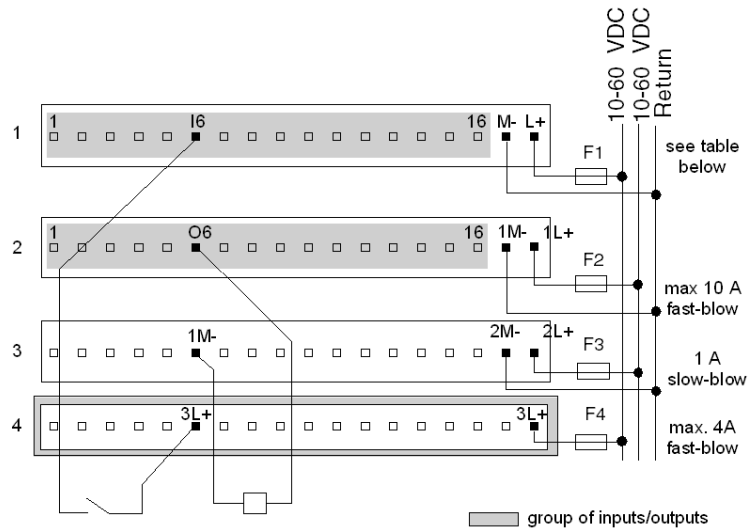 10-60 VDC
10-60 VDC
Return
1
1
I6
16
M-
L+
F1
see table
below
2
1
O6
16
1M-
1L+
F2
max 10 A
fast-blow
3
1M-
2M-
2L+
F3
1 A
slow-blow
4
3L+
3L+
F4
max. 4A
fast-blow
group of inputs/outputs